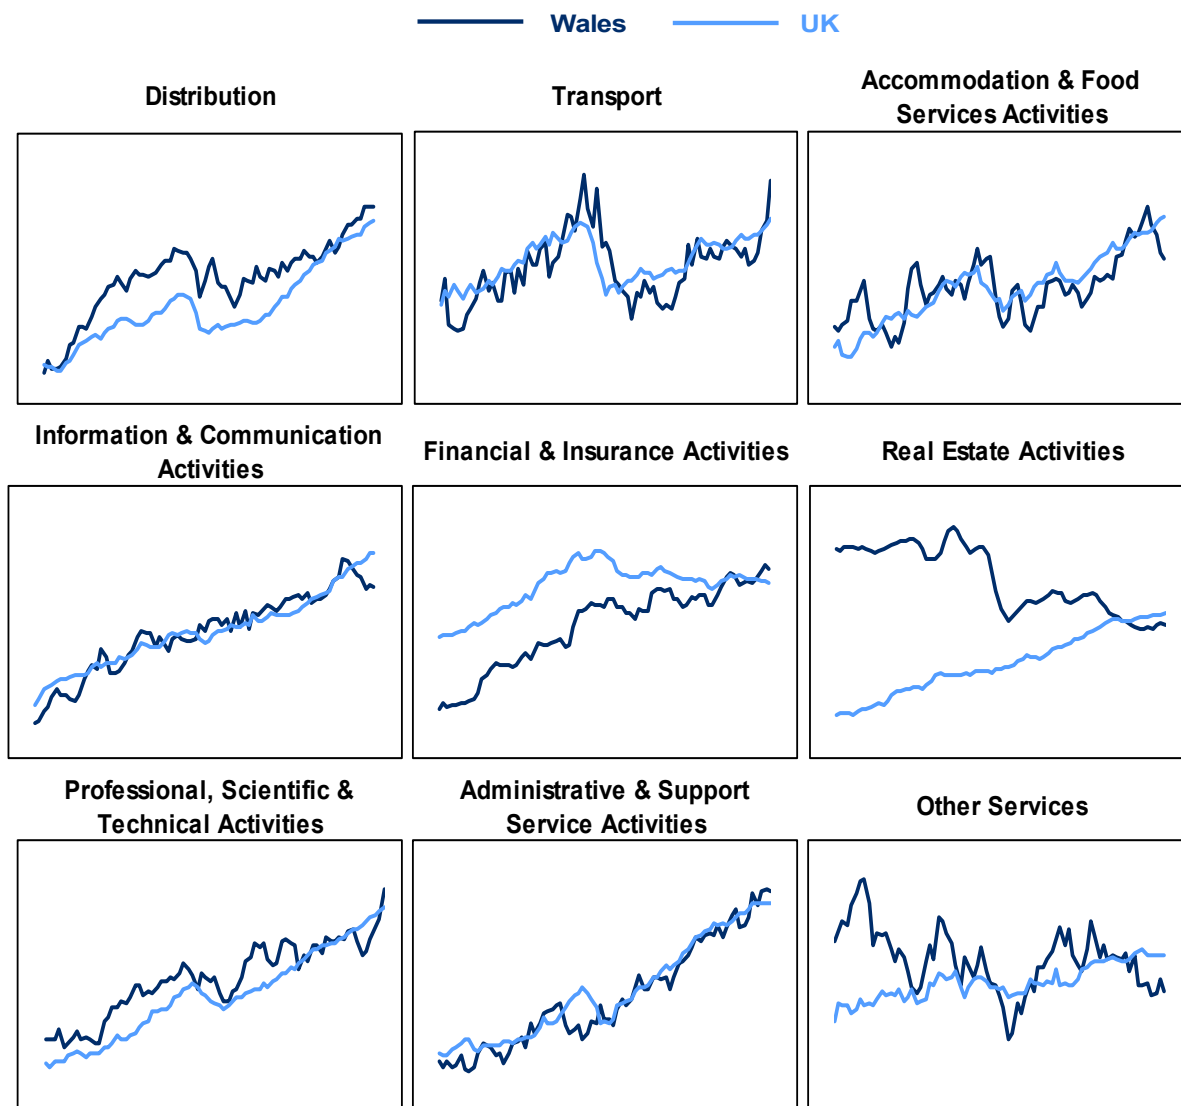 Wales UK
Distribution
Transport
Accommodation & Food
Services Activities
Information & Communication
Activities
Financial & Insurance Activities
Real Estate Activities
Professional, Scientific &
Technical Activities
Administrative & Support
Service Activities
Other Services